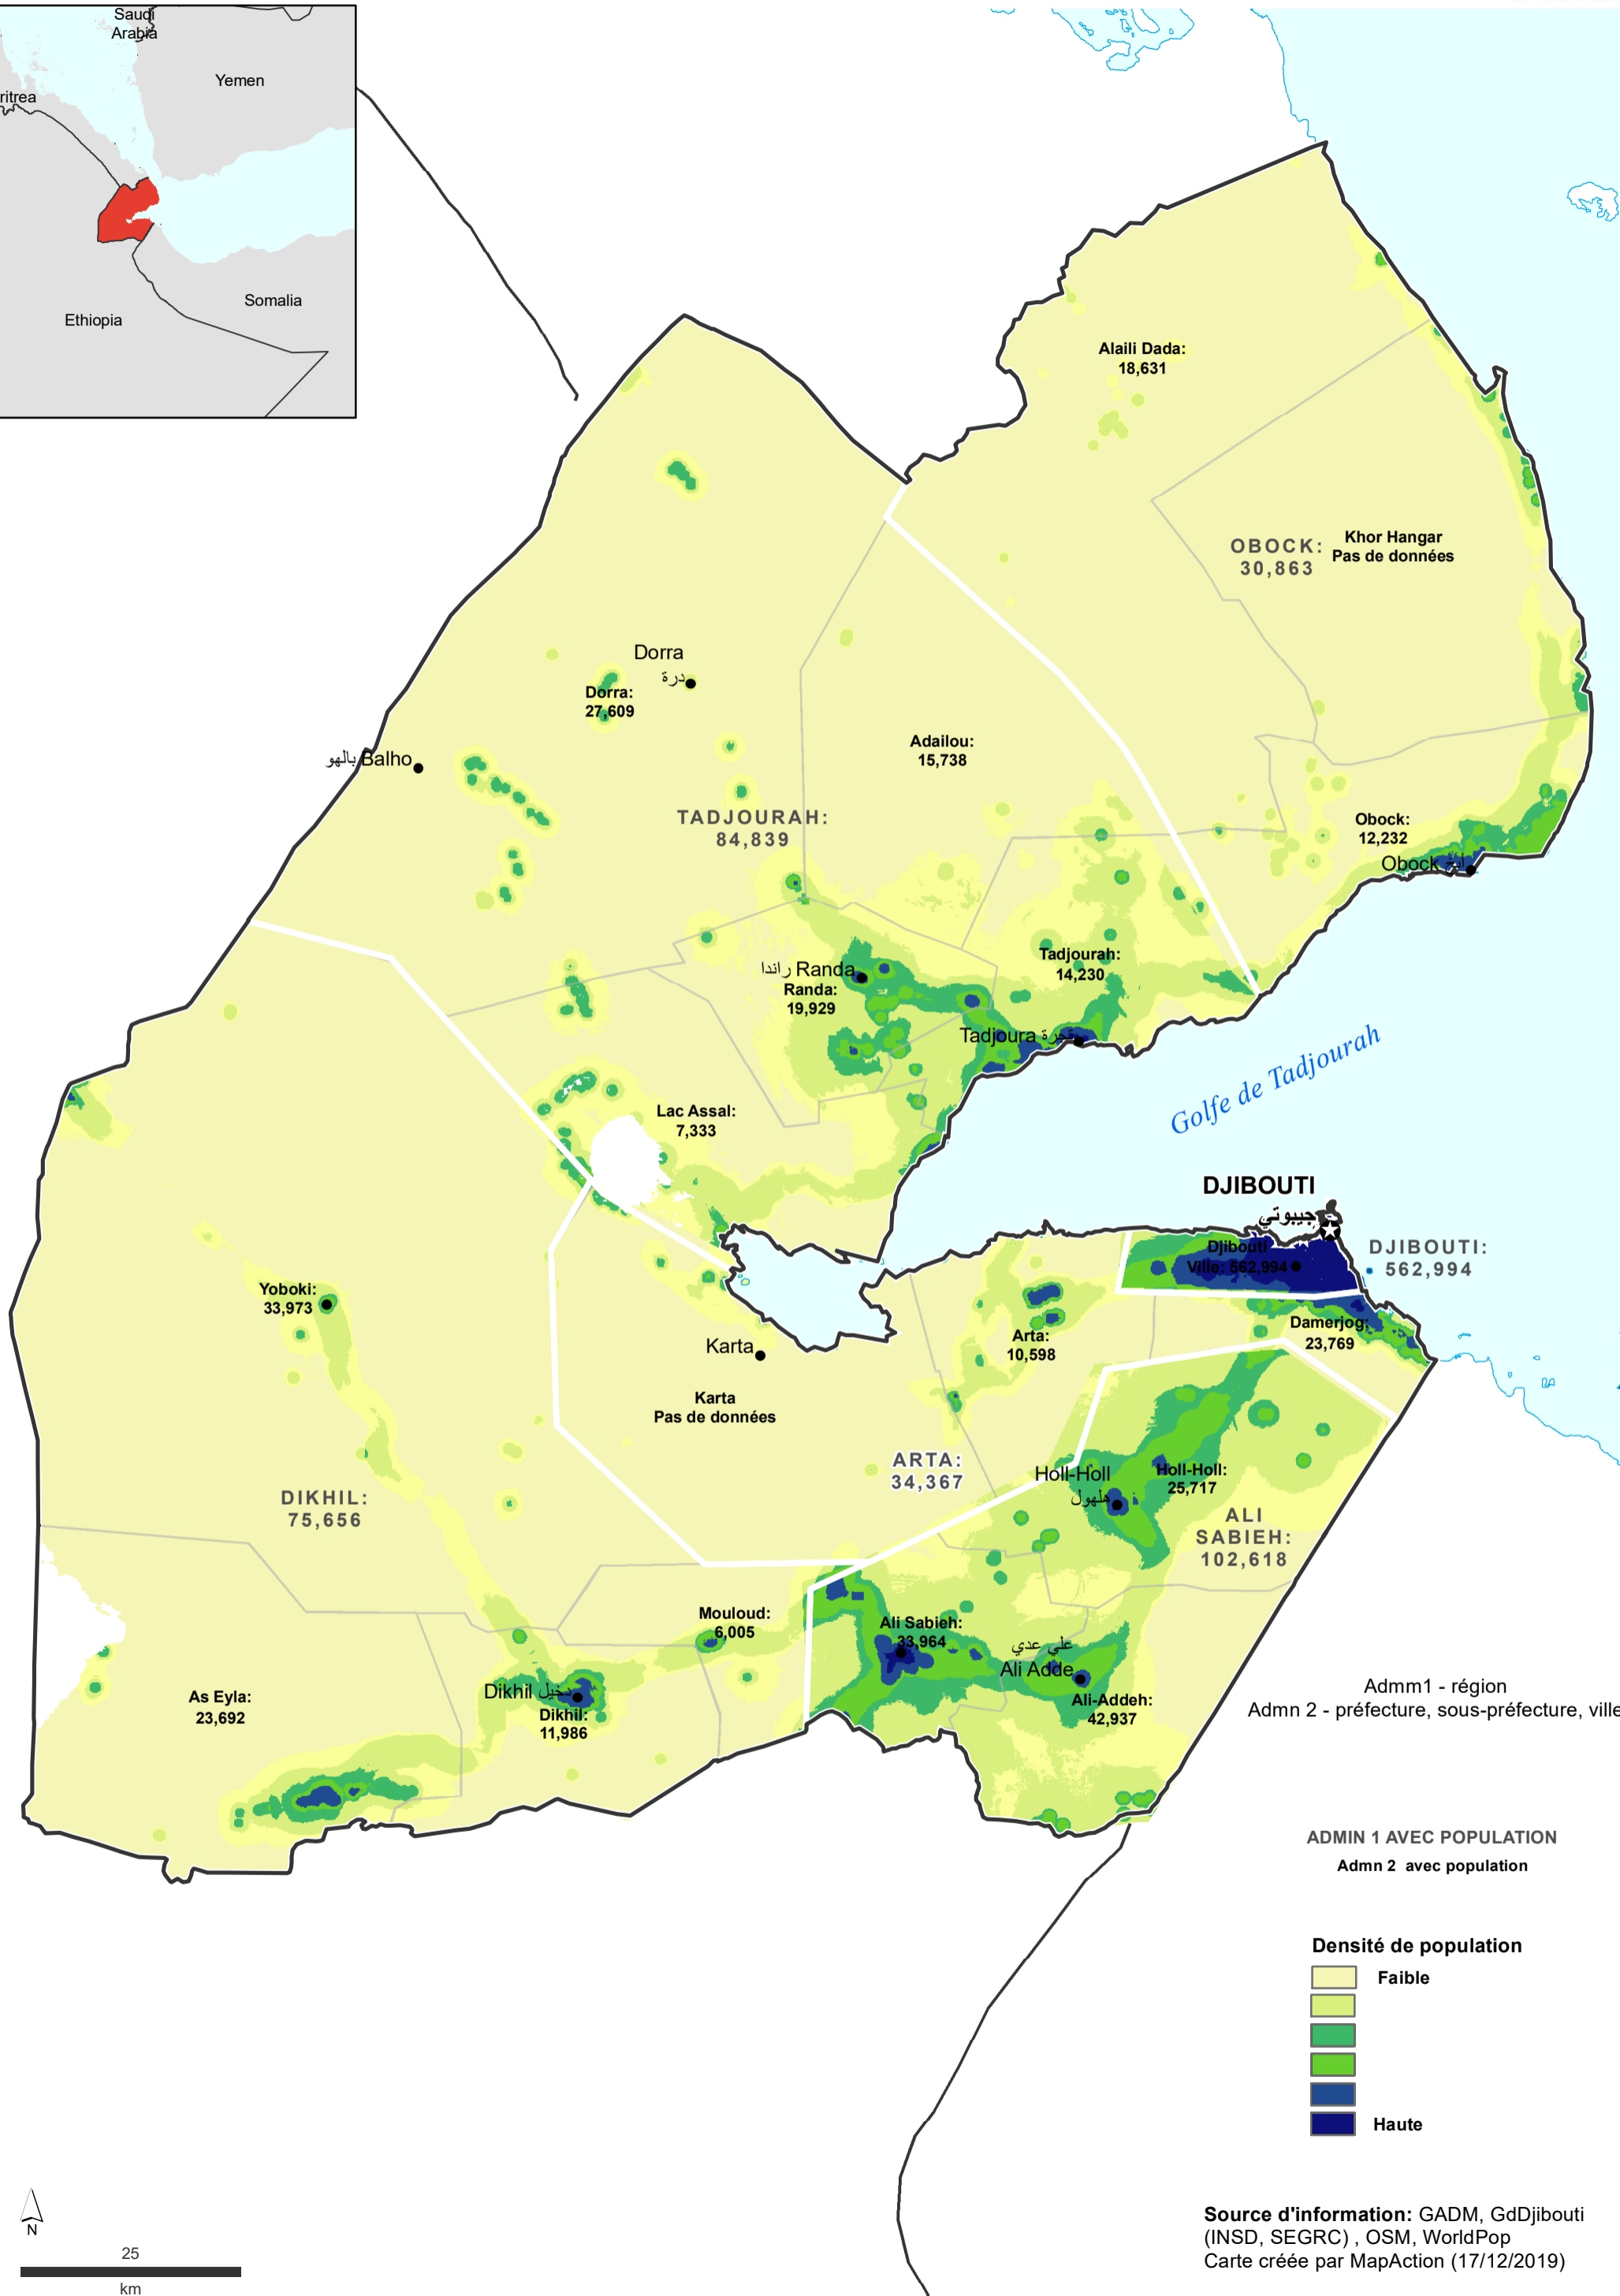 Saudi
Arabia
Yemen
ritrea
Somalia
Ethiopia
Alaili Dada:
18,631
OBOCK:
30,863
Khor Hangar
Pas de données
Dorra
درة
Dorra:
27,609
Adailou:
15,738
بالهو Balho
TADJOURAH:
84,839
Obock:
12,232
Obock أبخ
Tadjourah:
14,230
راندا Randa
Randa:
19,929
Tadjoura تجرة
Golfe de Tadjourah
Lac Assal:
7,333
DJIBOUTI
جيبوتي
Djibouti
Ville: 562,994
DJIBOUTI:
562,994
Yoboki:
33,973
Damerjog:
23,769
Arta:
10,598
Karta
Karta
Pas de données
ARTA:
34,367
Holl-Holl
هلهول
Holl-Holl:
25,717
DIKHIL:
75,656
ALI
SABIEH:
102,618
Mouloud:
6,005
Ali Sabieh:
33,964
علي عدي
Ali Adde
Dikhil دخيل
Dikhil:
11,986
As Eyla:
23,692
Ali-Addeh:
42,937
Admm1 - région
Admn 2 - préfecture, sous-préfecture, ville
ADMIN 1 AVEC POPULATION
Admn 2 avec population
Densité de population
Faible
Haute
N
25
km
Source d'information: GADM, GdDjibouti
(INSD, SEGRC) , OSM, WorldPop
Carte créée par MapAction (17/12/2019)